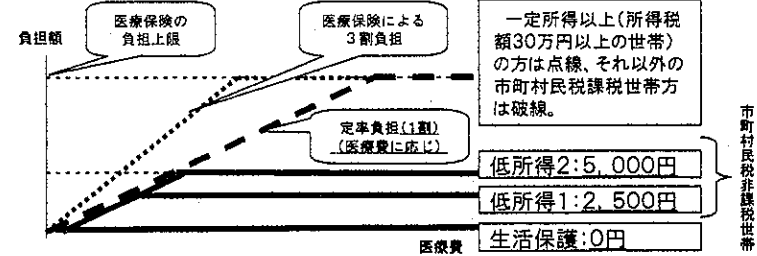 医療保険の
負担上限
医療保険による
3割負担
負担額
一定所得以上(所得税
額30万円以上の世帯)
の方は点線、それ以外の
市町村民税課税世帯方
は破線。
定率負担(1割)
(医療費に応じ)
低所得2:5,000円
低所得1:2,500円
生活保護:0円
医療費
市町村民税非課税世帯